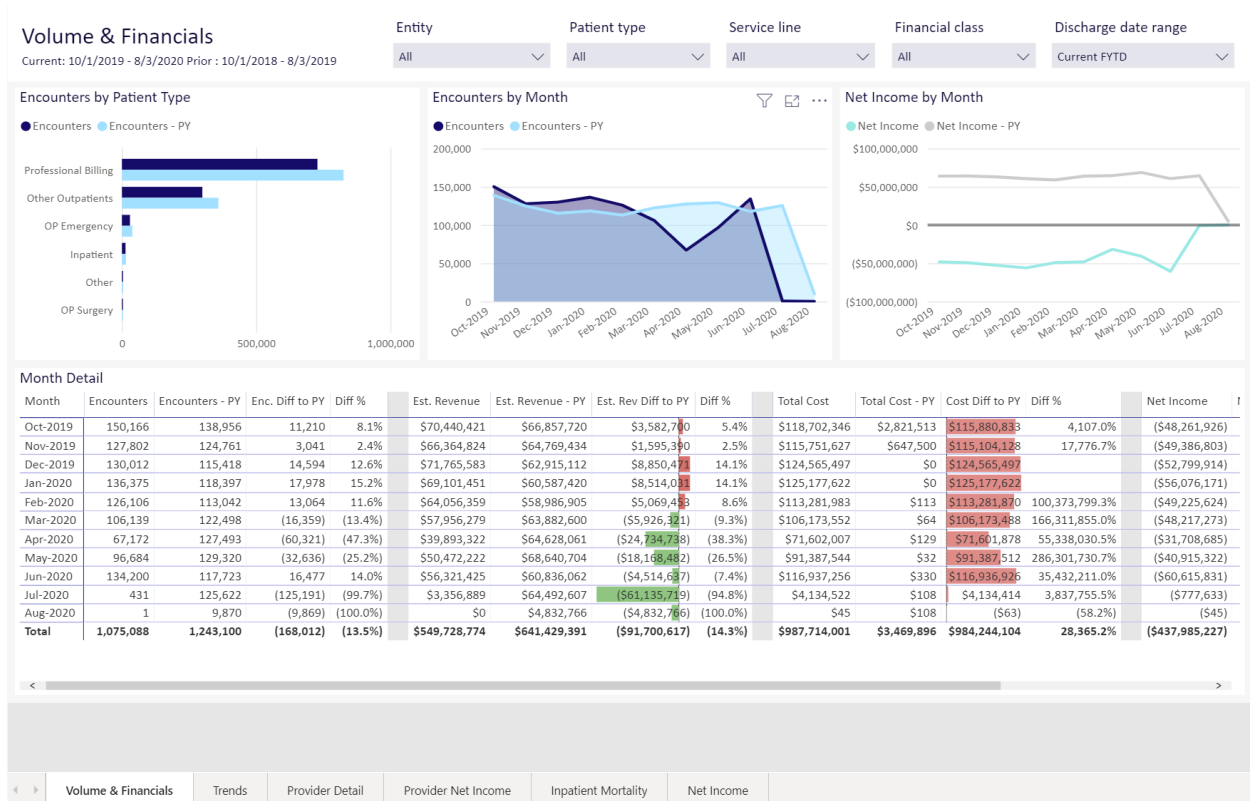 Volume & Financials
Current: 10/1/2019 - 8/3/2020 Prior : 10/1/2018 - 8/3/2019
Entity
All
Patient type
All
Service line
All
Financial class
All
Discharge date range
Current FYTD
Encounters by Patient Type
Encounters Encounters - PY
Professional Billing
Other Outpatients
OP Emergency
Inpatient
Other
OP Surgery
0 500,000 1,000,000
Encounters by Month
Encounters Encounters - PY
200,000
150,000
100,000
50,000
0
Oct-2019 Nov-2019 Dec-2019 Jan-2020 Feb-2020 Mar-2020 Apr-2020 May-2020 Jun-2020 Jul-2020 Aug-2020
Net Income by Month
Net Income Net Income - PY
$100,000,000
$50,000,000
$0
($50,000,000)
($100,000,000)
Oct-2019 Nov-2019 Dec-2019 Jan-2020 Feb-2020 Mar-2020 Apr-2020 May-2020 Jun-2020 Jul-2020 Aug-2020
Month Detail
Month Encounters Encounters - PY Enc. Diff to PY Diff % Est. Revenue Est. Revenue - PY Est. Rev Diff to PY Diff % Total Cost Total Cost - PY Cost Diff to PY Diff % Net Income
Oct-2019 150,166 138,956 11,210 8.1% $70,440,421 $66,857,720 $3,582,700 5.4% $118,702,346 $2,821,513 $115,880,833 4,107.0% ($48,261,926)
Nov-2019 127,802 124,761 3,041 2.4% $66,364,824 $64,769,434 $1,595,390 2.5% $115,751,627 $647,500 $115,104,128 17,776.7% ($49,386,803)
Dec-2019 130,012 115,418 14,594 12.6% $71,765,583 $62,915,112 $8,850,471 14.1% $124,565,497 $0 $124,565,497 ($52,799,914)
Jan-2020 136,375 118,397 17,978 15.2% $69,101,451 $60,587,420 $8,514,031 14.1% $125,177,622 $0 $125,177,622 ($56,076,171)
Feb-2020 126,106 113,042 13,064 11.6% $64,056,359 $58,986,905 $5,069,453 8.6% $113,281,983 $113 $113,281,870 100,373,799.3% ($49,225,624)
Mar-2020 106,139 122,498 (16,359) (13.4%) $57,956,279 $63,882,600 ($5,926,321) (9.3%) $106,173,552 $64 $106,173,488 166,311,855.0% ($48,217,273)
Apr-2020 67,172 127,493 (60,321) (47.3%) $39,893,322 $64,628,061 ($24,734,738) (38.3%) $71,602,007 $129 $71,601,878 55,338,030.5% ($31,708,685)
May-2020 96,684 129,320 (32,636) (25.2%) $50,472,222 $68,640,704 ($18,168,482) (26.5%) $91,387,544 $32 $91,387,512 286,301,730.7% ($40,915,322)
Jun-2020 134,200 117,723 16,477 14.0% $56,321,425 $60,836,062 ($4,514,637) (7.4%) $116,937,256 $330 $116,936,926 35,432,211.0% ($60,615,831)
Jul-2020 431 125,622 (125,191) (99.7%) $3,356,889 $64,492,607 ($61,135,719) (94.8%) $4,134,522 $108 $4,134,414 3,837,755.5% ($777,633)
Aug-2020 1 9,870 (9,869) (100.0%) $0 $4,832,766 ($4,832,766) (100.0%) $45 $108 ($63) (58.2%) ($45)
Total 1,075,088 1,243,100 (168,012) (13.5%) $549,728,774 $641,429,391 ($91,700,617) (14.3%) $987,714,001 $3,469,896 $984,244,104 28,365.2% ($437,985,227)
Volume & Financials Trends Provider Detail Provider Net Income Inpatient Mortality Net Income